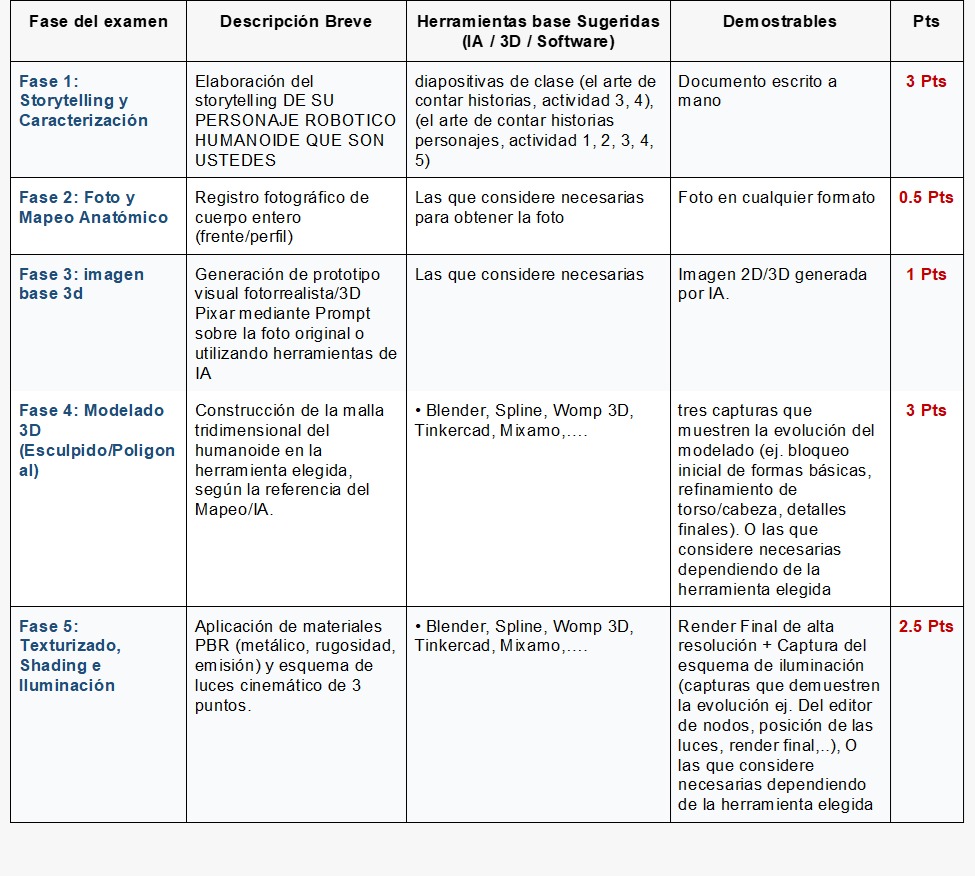 Fase del examen
Descripción Breve
Herramientas base Sugeridas
(IA / 3D / Software)
Demostrables
Pts
Fase 1:
Storytelling y
Caracterización
Elaboración del
storytelling DE SU
PERSONAJE ROBOTICO
HUMANOIDE QUE SON
USTEDES
diapositivas de clase (el arte de
contar historias, actividad 3, 4),
(el arte de contar historias
personajes, actividad 1, 2, 3, 4,
5)
Documento escrito a
mano
3 Pts
Fase 2: Foto y
Mapeo Anatómico
Registro fotográfico de
cuerpo entero
(frente/perfil)
Las que considere necesarias
para obtener la foto
Foto en cualquier formato
0.5 Pts
Fase 3: imagen
base 3d
Generación de prototipo
visual fotorrealista/3D
Pixar mediante Prompt
sobre la foto original o
utilizando herramientas de
IA
Las que considere necesarias
Imagen 2D/3D generada
por IA.
1 Pts
Fase 4: Modelado
3D
(Esculpido/Poligon
al)
Construcción de la malla
tridimensional del
humanoide en la
herramienta elegida,
según la referencia del
Mapeo/IA.
• Blender, Spline, Womp 3D,
Tinkercad, Mixamo,....
tres capturas que
muestren la evolución del
modelado (ej. bloqueo
inicial de formas básicas,
refinamiento de
torso/cabeza, detalles
finales). O las que
considere necesarias
dependiendo de la
herramienta elegida
3 Pts
Fase 5:
Texturizado,
Shading e
Iluminación
Aplicación de materiales
PBR (metálico, rugosidad,
emisión) y esquema de
luces cinemático de 3
puntos.
• Blender, Spline, Womp 3D,
Tinkercad, Mixamo,....
Render Final de alta
resolución + Captura del
esquema de iluminación
(capturas que demuestren
la evolución ej. Del editor
de nodos, posición de las
luces, render final,..), O
las que considere
necesarias dependiendo
de la herramienta elegida
2.5 Pts